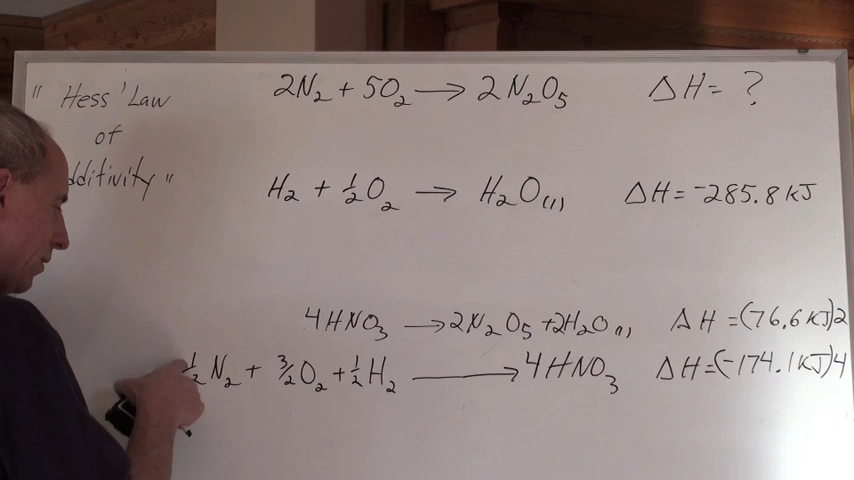 " Hess' Law
of
dditivity "
2N₂ + 5O₂ → 2N₂O₅ ΔH = ?
H₂ + ½O₂ → H₂O(l) ΔH = -285.8 KJ
4HNO₃ → 2N₂O₅ + 2H₂O(l) ΔH = (76.6 KJ)2
½N₂ + 3/2O₂ + ½H₂ → 4HNO₃ ΔH = (-174.1 KJ)4